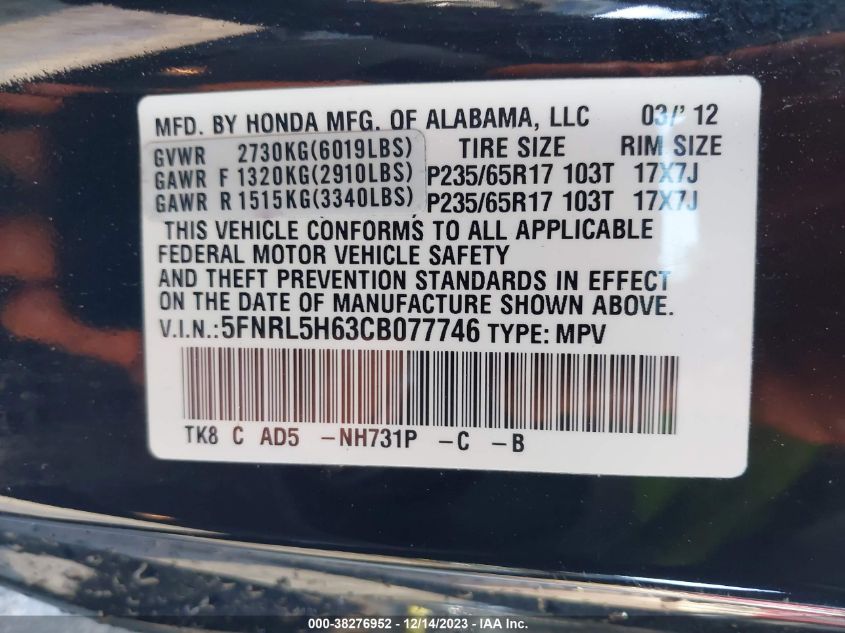 MFD. BY HONDA MFG. OF ALABAMA, LLC 03/' 12
GVWR 2730KG(6019LBS) TIRE SIZE RIM SIZE
GAWR F 1320KG(2910LBS) P235/65R17 103T 17X7J
GAWR R 1515KG(3340LBS) P235/65R17 103T 17X7J
THIS VEHICLE CONFORMS TO ALL APPLICABLE
FEDERAL MOTOR VEHICLE SAFETY
AND THEFT PREVENTION STANDARDS IN EFFECT
ON THE DATE OF MANUFACTURE SHOWN ABOVE.
V.I.N.:5FNRL5H63CB077746 TYPE: MPV
TK8 C AD5 -NH731P -C -B
000-38276952 - 12/14/2023 - IAA Inc.